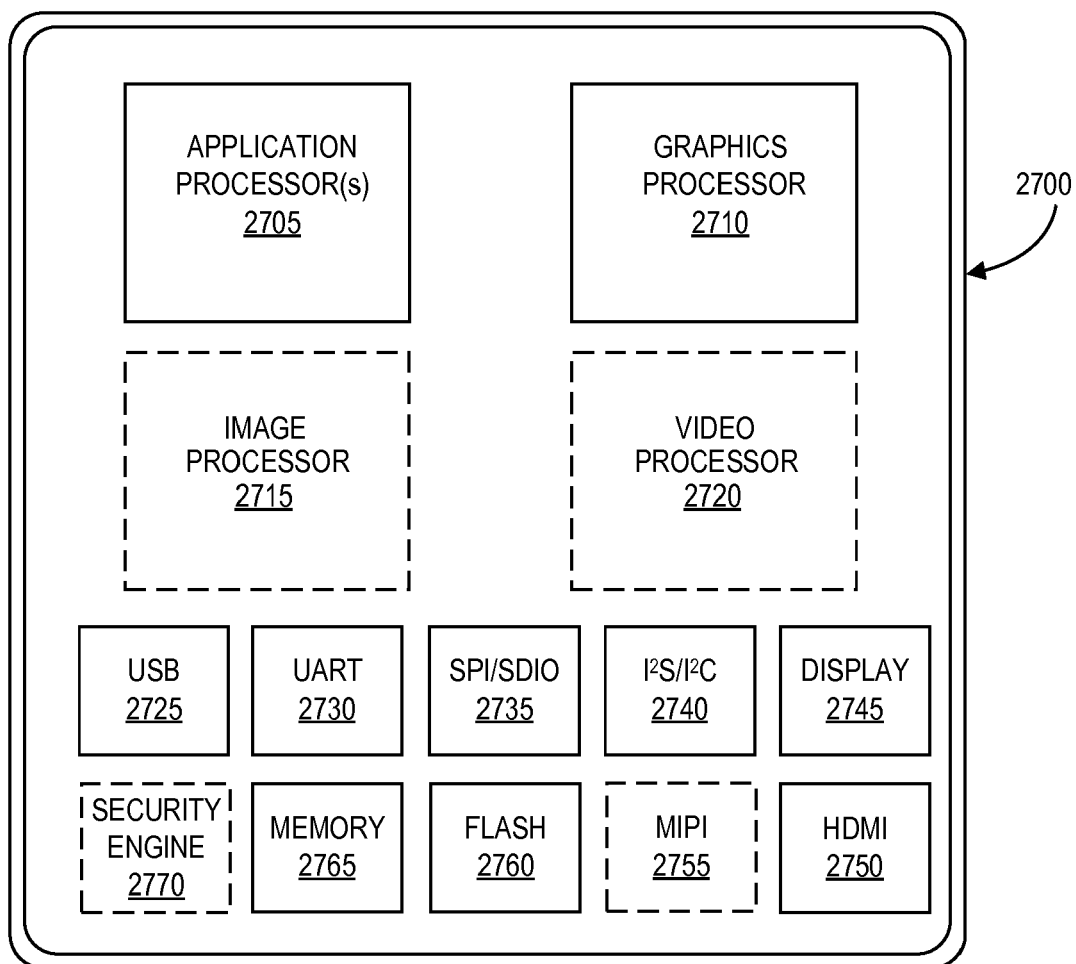 APPLICATION
PROCESSOR(s)
2705
GRAPHICS
PROCESSOR
2710
2700
IMAGE
PROCESSOR
2715
VIDEO
PROCESSOR
2720
USB
2725
UART
2730
SPI/SDIO
2735
I²S/I²C
2740
DISPLAY
2745
SECURITY
ENGINE
2770
MEMORY
2765
FLASH
2760
MIPI
2755
HDMI
2750